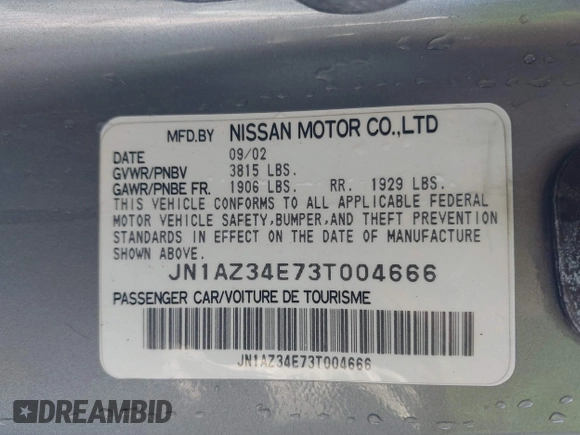 MFD.BY NISSAN MOTOR CO.,LTD
DATE 09/02
GVWR/PNBV 3815 LBS.
GAWR/PNBE FR. 1906 LBS. RR. 1929 LBS.
THIS VEHICLE CONFORMS TO ALL APPLICABLE FEDERAL
MOTOR VEHICLE SAFETY,BUMPER,AND THEFT PREVENTION
STANDARDS IN EFFECT ON THE DATE OF MANUFACTURE
SHOWN ABOVE.
JN1AZ34E73T004666
PASSENGER CAR/VOITURE DE TOURISME
JN1AZ34E73T004666
DREAMBID